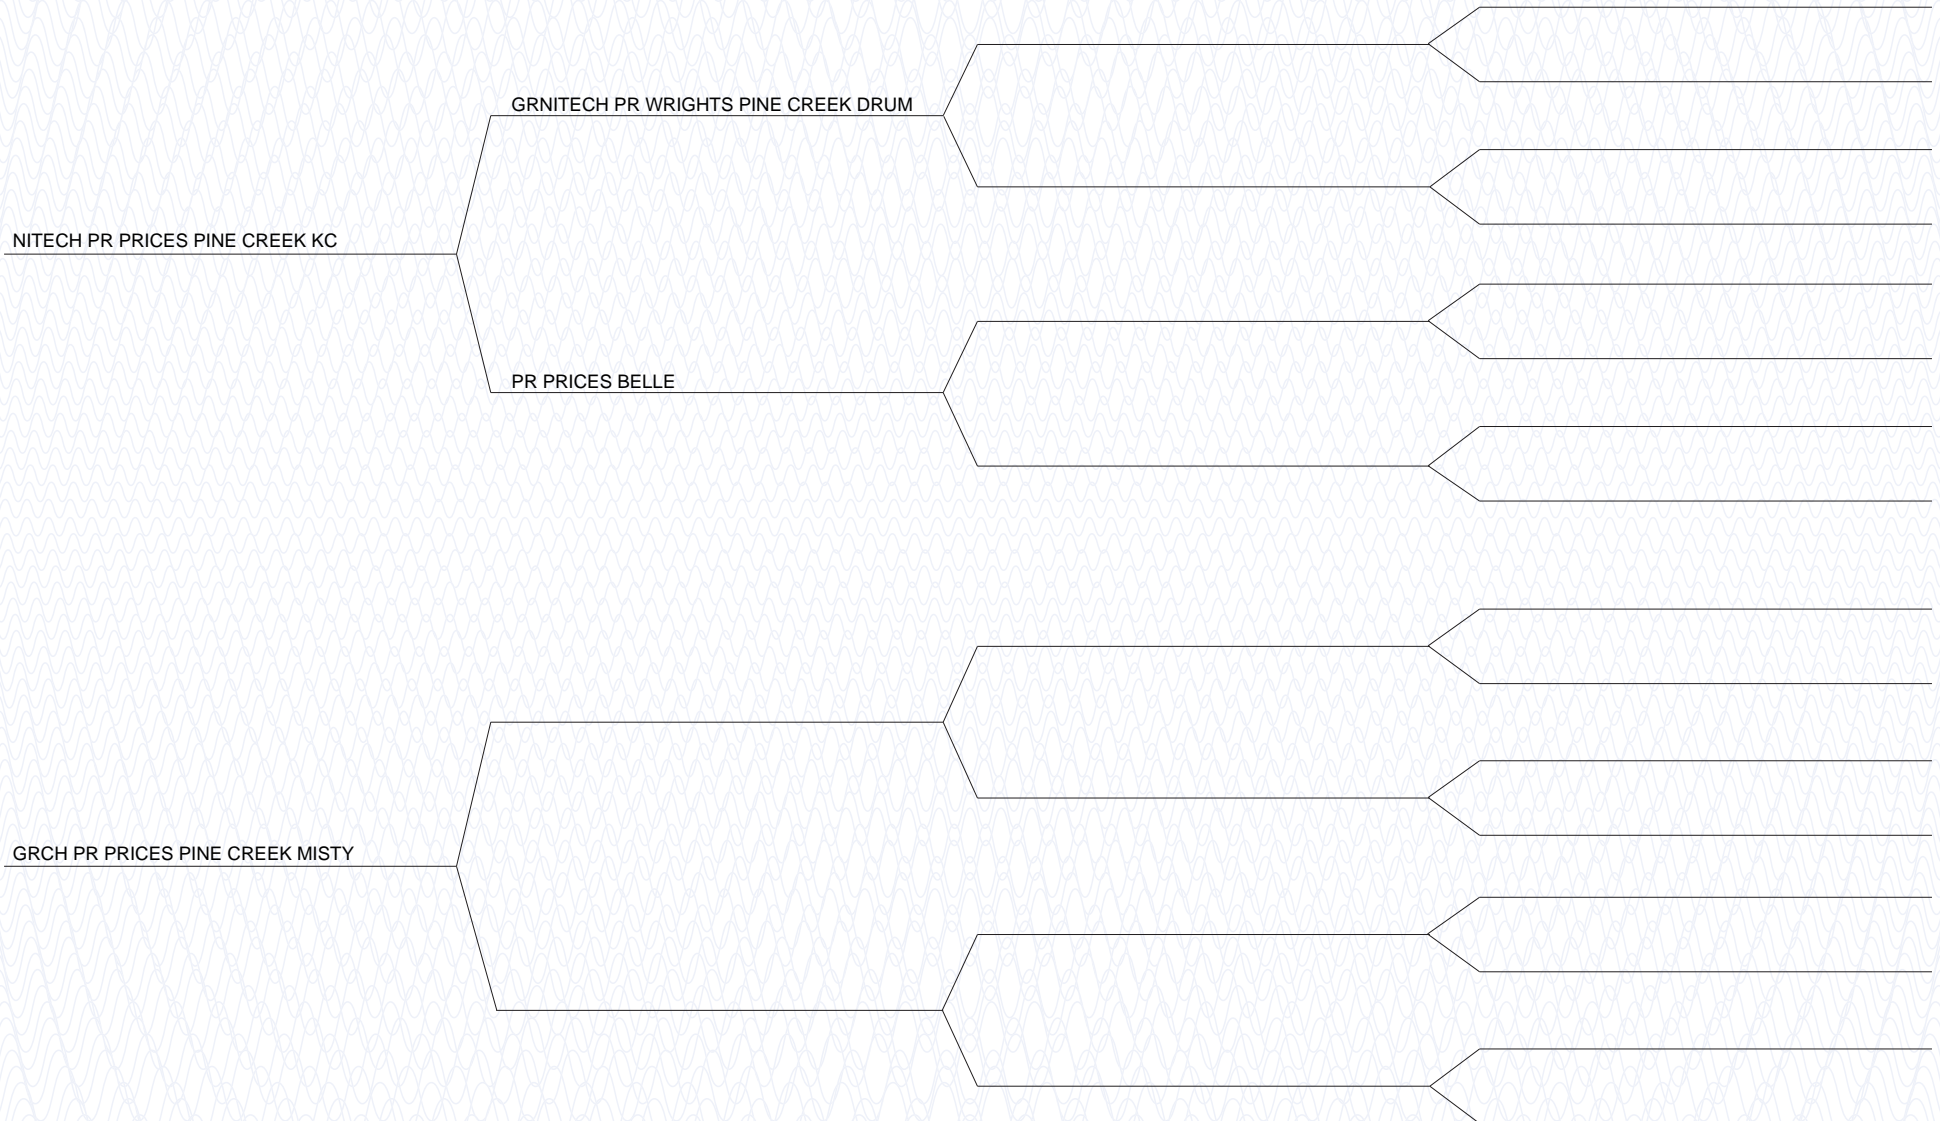 GRNITECH PR WRIGHTS PINE CREEK DRUM
NITECH PR PRICES PINE CREEK KC
PR PRICES BELLE
GRCH PR PRICES PINE CREEK MISTY